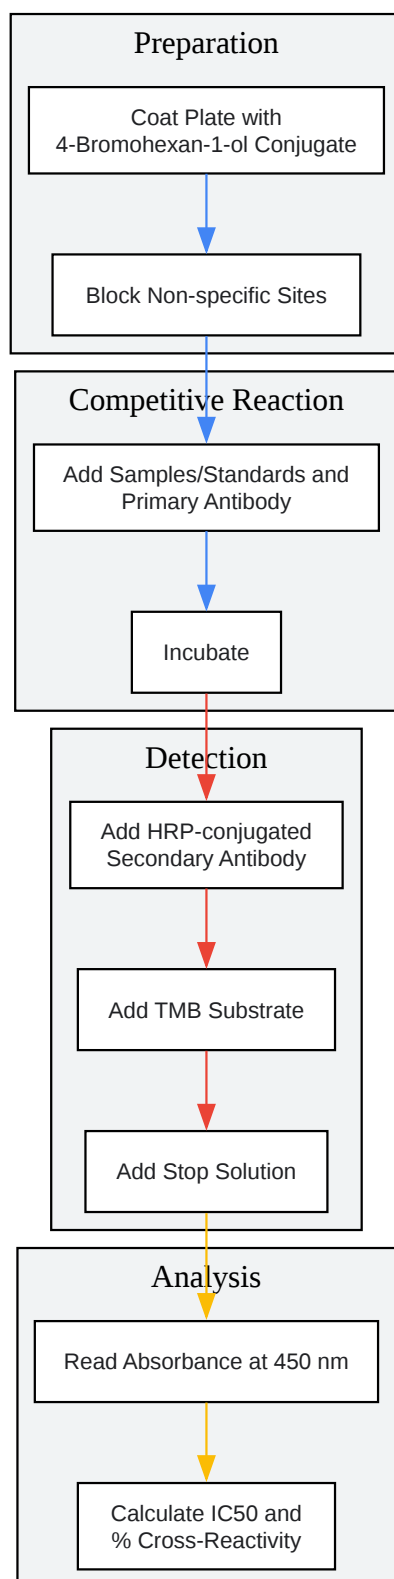 Preparation
Coat Plate with
4-Bromohexan-1-ol Conjugate
Block Non-specific Sites
Competitive Reaction
Add Samples/Standards and
Primary Antibody
Incubate
Detection
Add HRP-conjugated
Secondary Antibody
Add TMB Substrate
Add Stop Solution
Analysis
Read Absorbance at 450 nm
Calculate IC50 and
% Cross-Reactivity